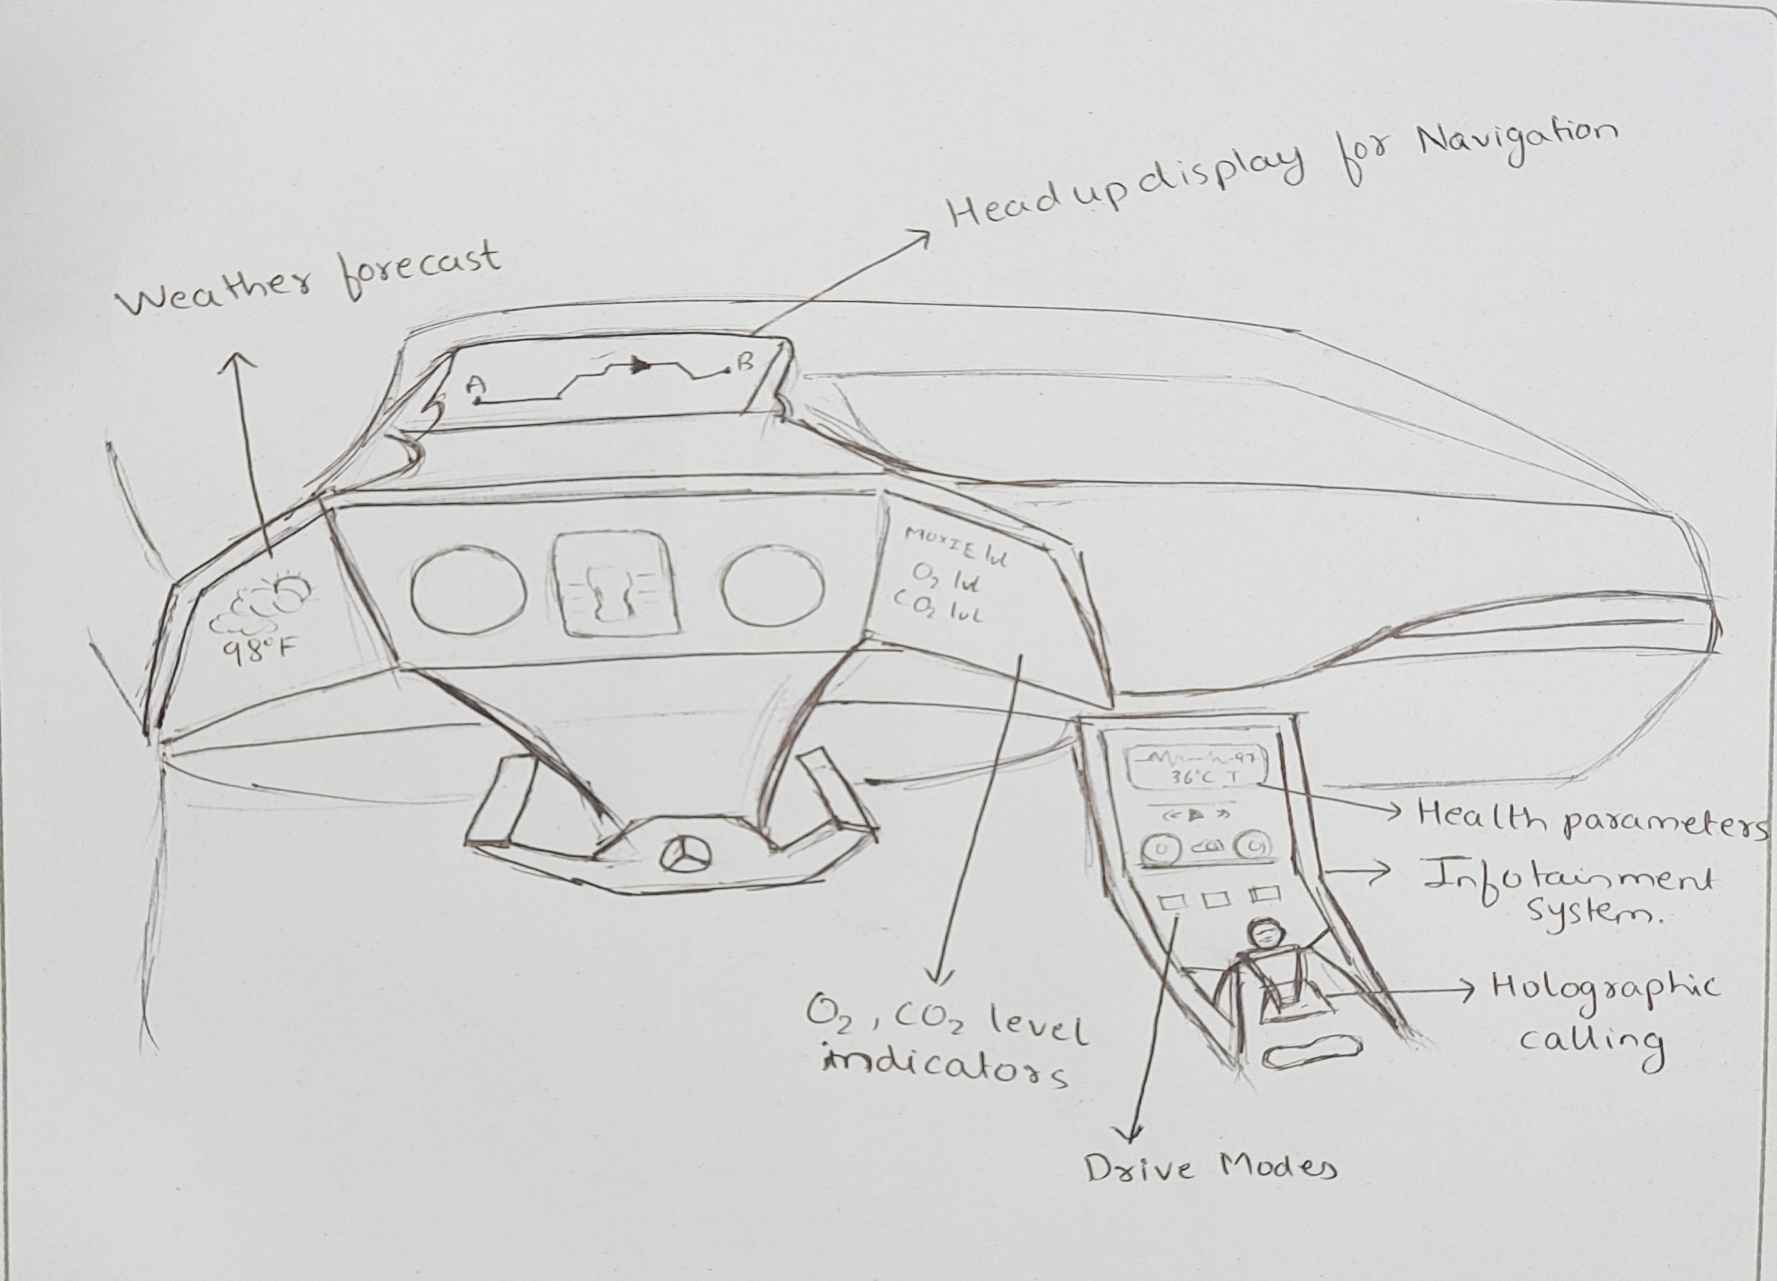 Head up display for Navigation
Weather forecast
A
B
98°F
MOXIE lvl
O₂ lvl
CO₂ lvl
97
36°C T
Health parameters
Infotainment
system.
Holographic
calling
O₂, CO₂ level
indicators
Drive Modes